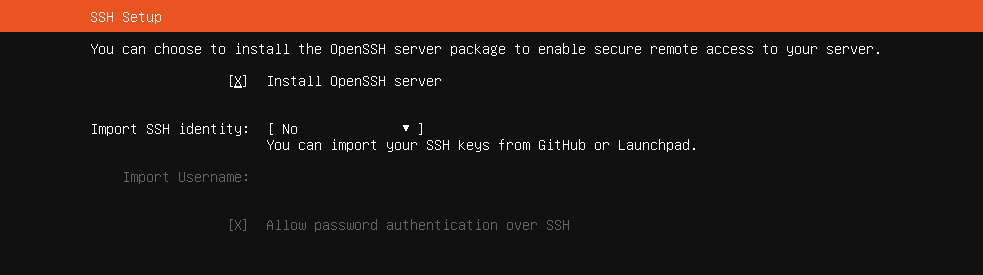 SSH Setup
You can choose to install the OpenSSH server package to enable secure remote access to your server.
[X] Install OpenSSH server
Import SSH identity: [ No ▼ ]
You can import your SSH keys from GitHub or Launchpad.
Import Username:
[X] Allow password authentication over SSH